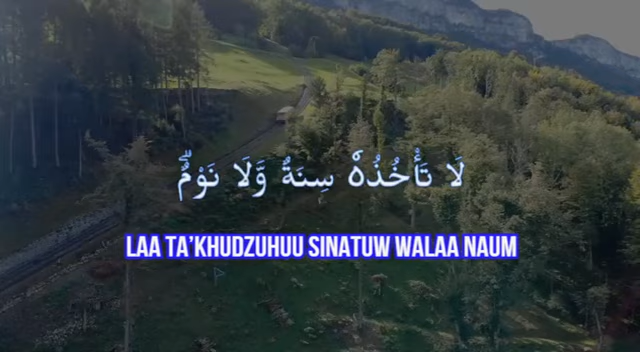 لَا تَأْخُذُهٗ سِنَةٌ وَّلَا نَوْمٌۗ
LAA TA’KHUDZUHUU SINATUW WALAA NAUM